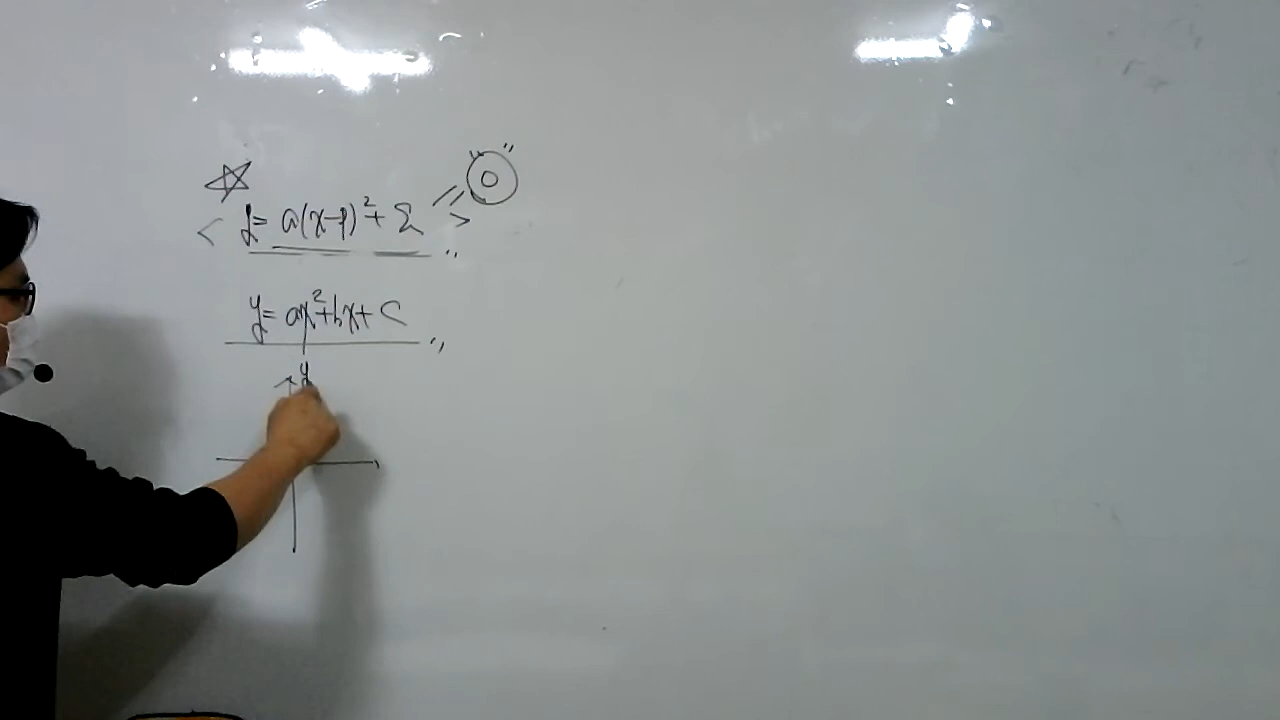 < y = a(x-p)² + q >
y = ax² + bx + c
y